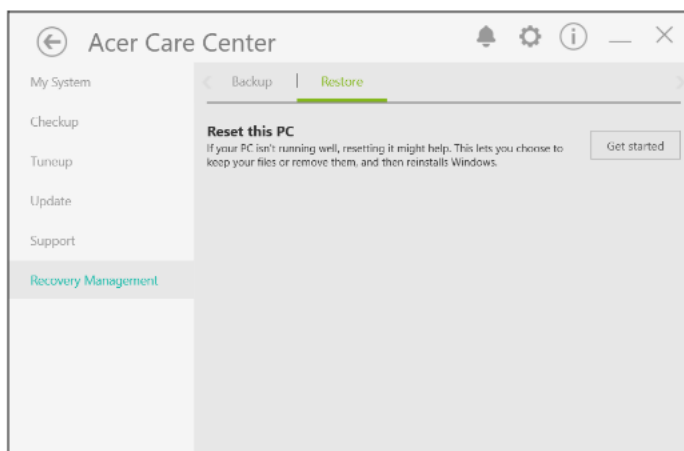 Acer Care Center
My System
Checkup
Tuneup
Update
Support
Recovery Management
Backup | Restore
Reset this PC
If your PC isn't running well, resetting it might help. This lets you choose to
keep your files or remove them, and then reinstalls Windows.
Get started